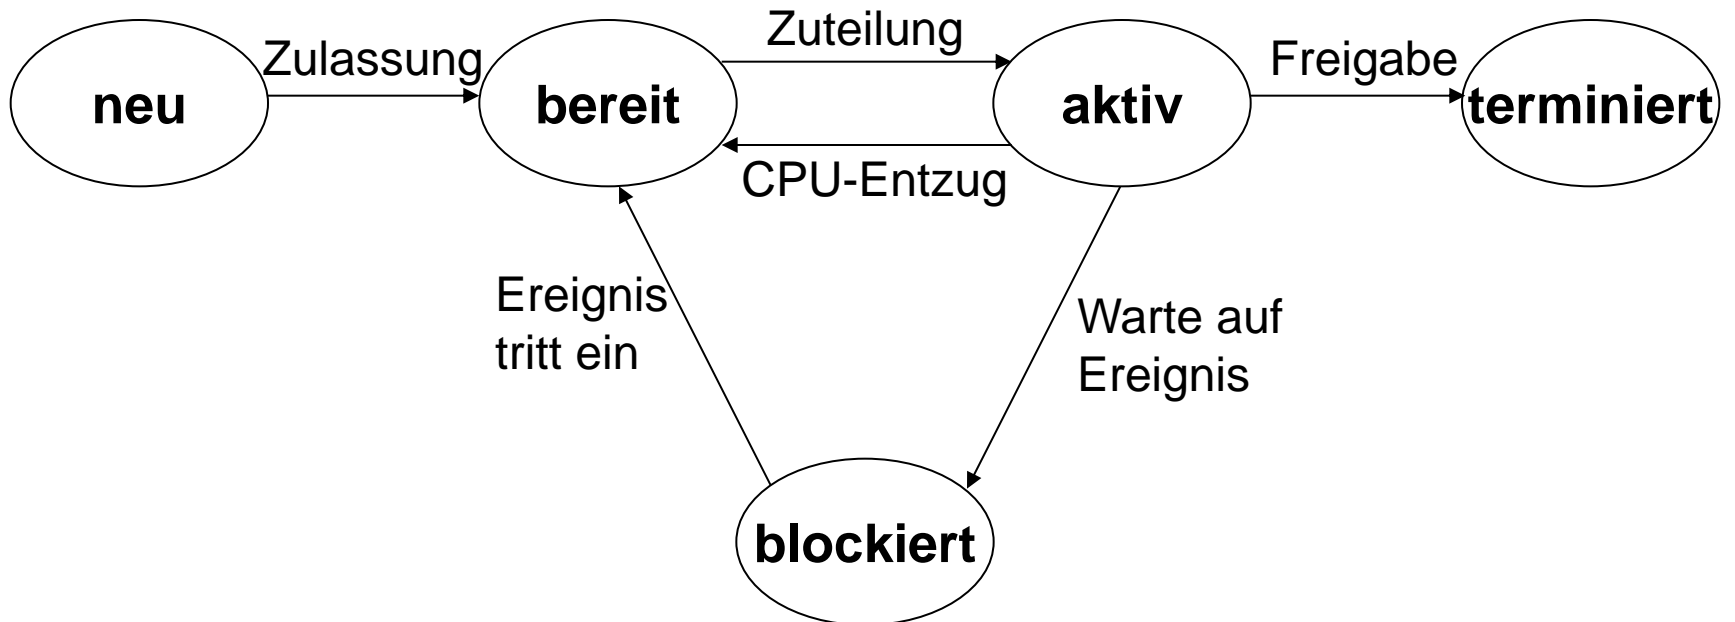 Zuteilung
Zulassung
Freigabe
neu
bereit
aktiv
terminiert
CPU-Entzug
Ereignis
tritt ein
Warte auf
Ereignis
blockiert